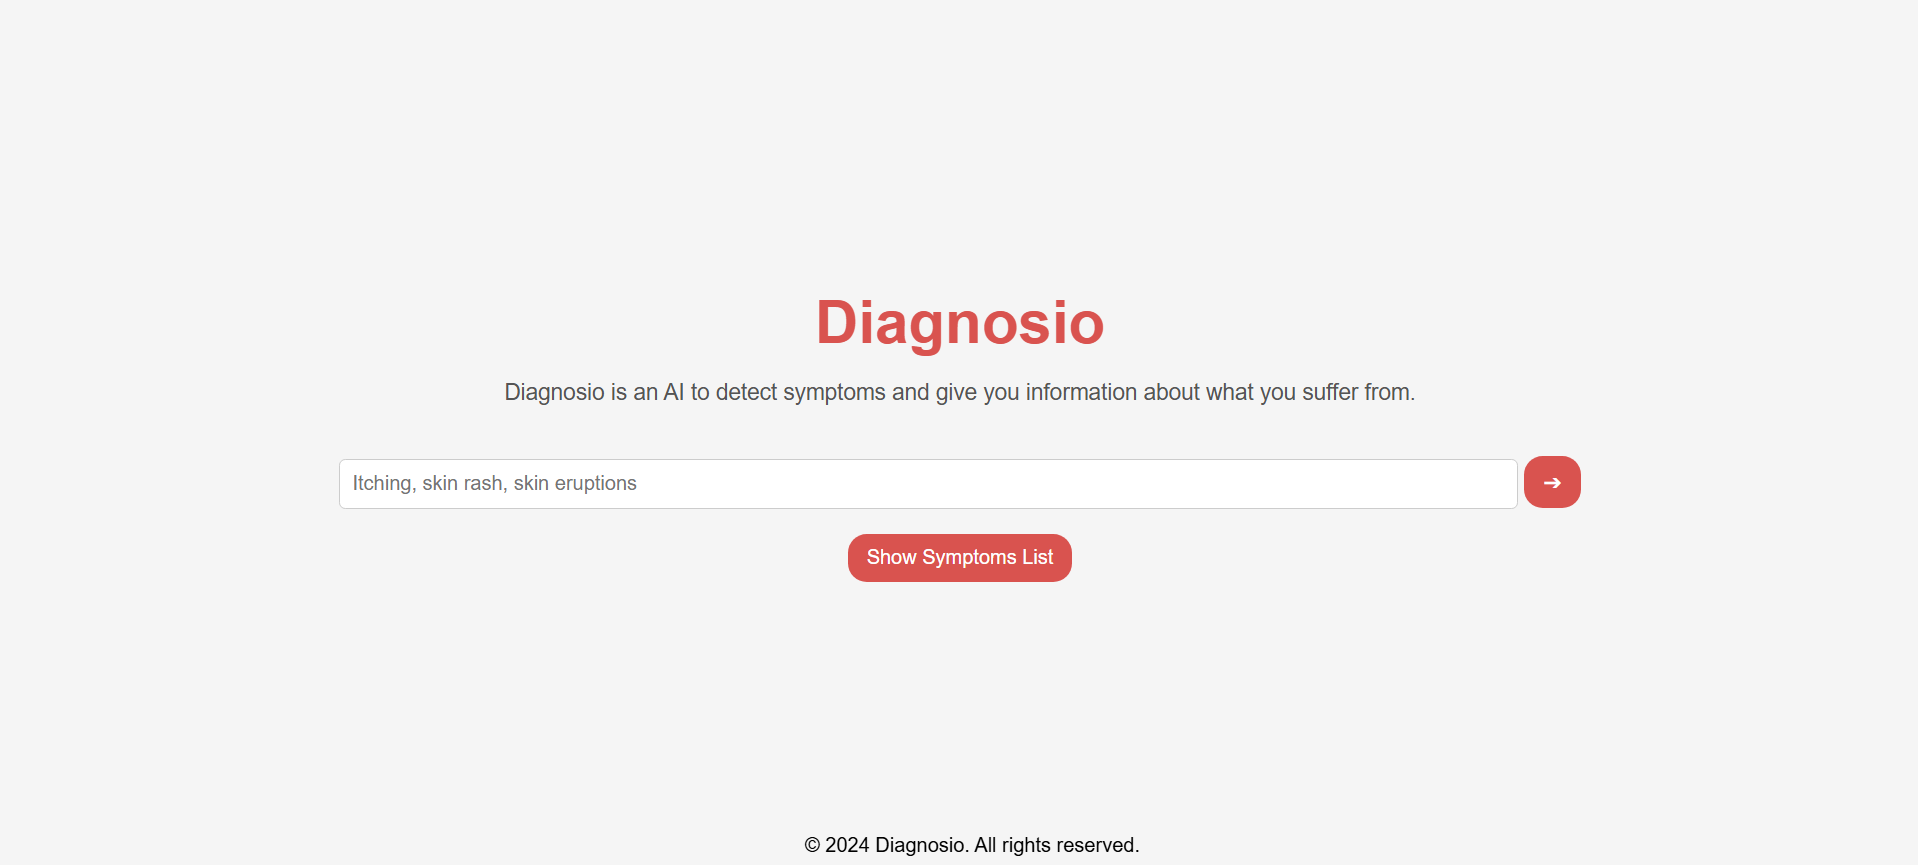 Diagnosio
Diagnosio is an AI to detect symptoms and give you information about what you suffer from.
Itching, skin rash, skin eruptions
➔
Show Symptoms List
© 2024 Diagnosio. All rights reserved.